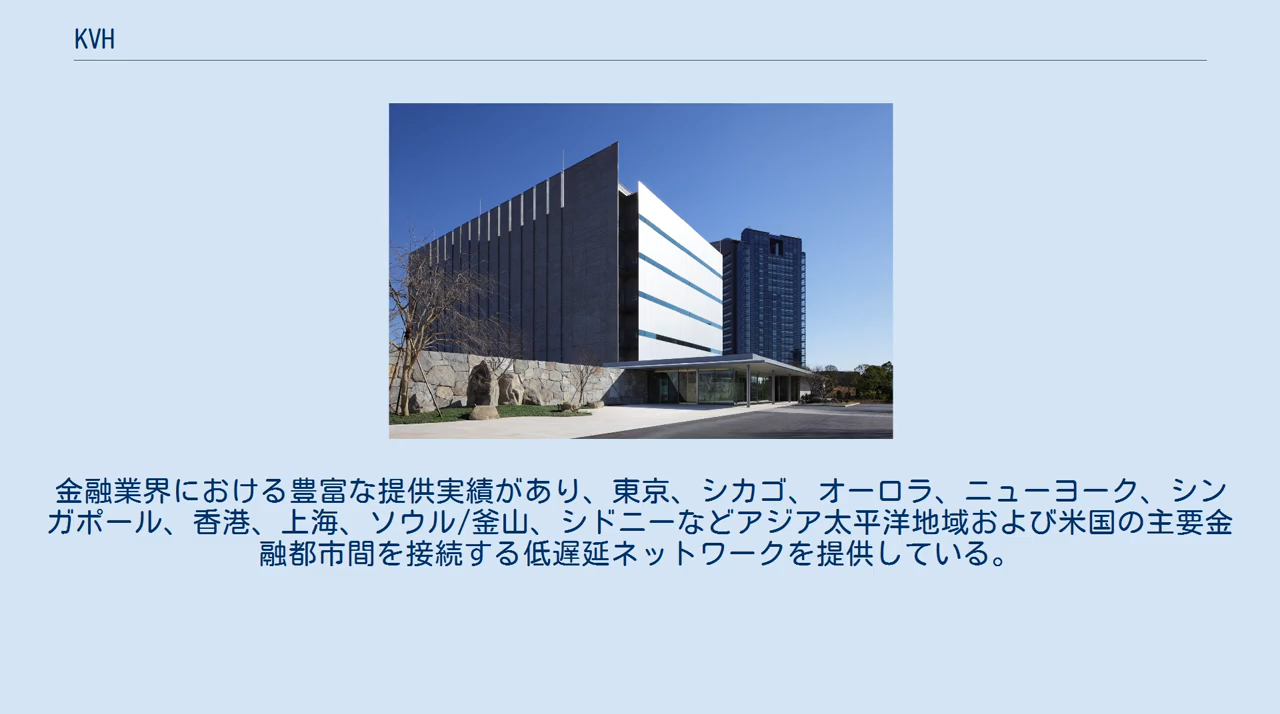 KVH
金融業界における豊富な提供実績があり、東京、シカゴ、オーロラ、ニューヨーク、シン
ガポール、香港、上海、ソウル/釜山、シドニーなどアジア太平洋地域および米国の主要金
融都市間を接続する低遅延ネットワークを提供している。